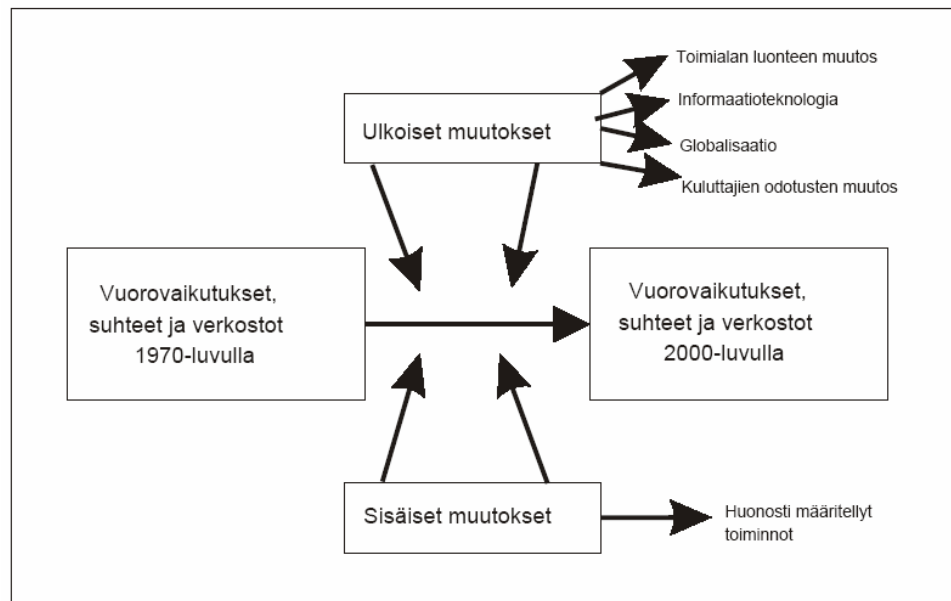 Toimialan luonteen muutos
Informaatioteknologia
Ulkoiset muutokset
Globalisaatio
Kuluttajien odotusten muutos
Vuorovaikutukset,
suhteet ja verkostot
1970-luvulla
Vuorovaikutukset,
suhteet ja verkostot
2000-luvulla
Sisäiset muutokset
Huonosti määritellyt
toiminnot